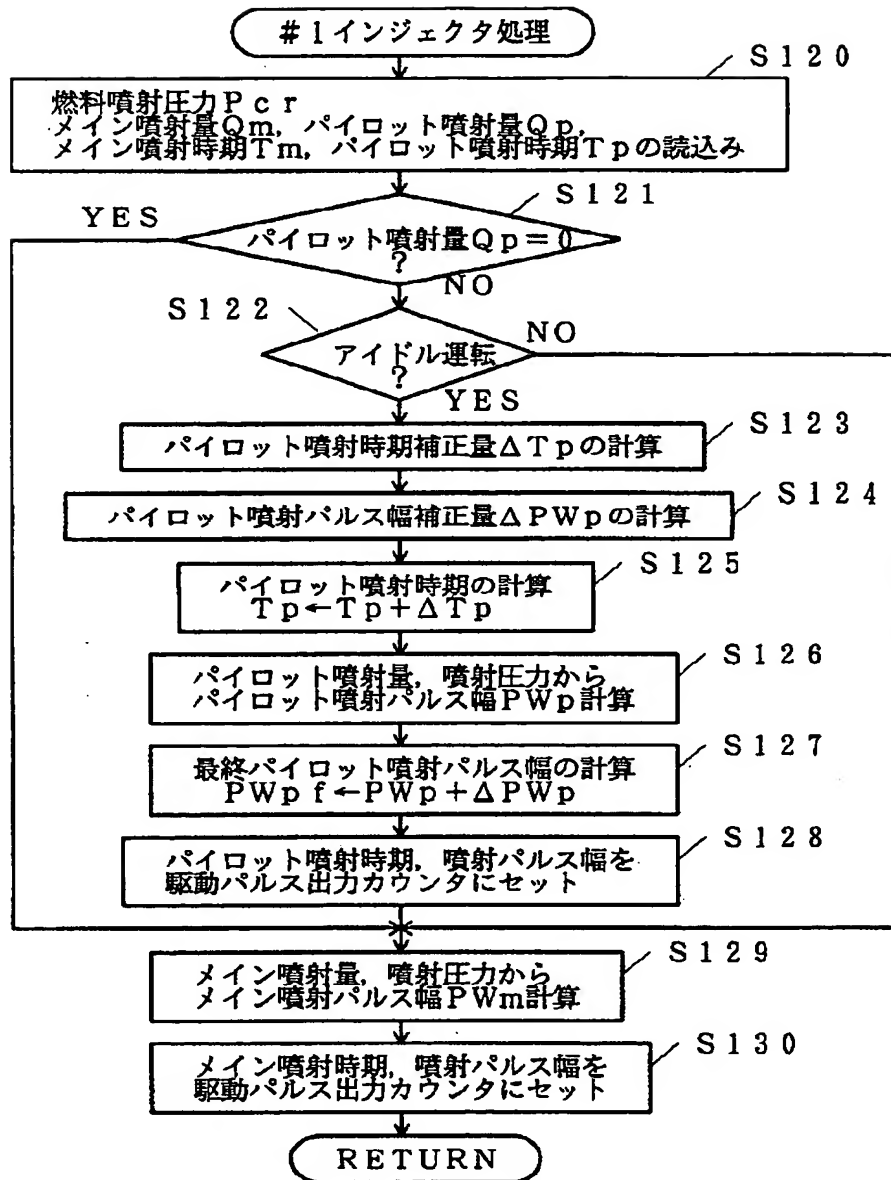 #1インジェクタ処理
S120
燃料噴射圧力Pcr
メイン噴射量Qm,パイロット噴射量Qp,
メイン噴射時期Tm,パイロット噴射時期Tpの読込み
S121
YES
パイロット噴射量Qp=0
?
NO
S122
NO
アイドル運転
?
YES
S123
パイロット噴射時期補正量ΔTpの計算
S124
パイロット噴射パルス幅補正量ΔPWpの計算
S125
パイロット噴射時期の計算
Tp←Tp+ΔTp
S126
パイロット噴射量,噴射圧力から
パイロット噴射パルス幅PWp計算
S127
最終パイロット噴射パルス幅の計算
PWpf←PWp+ΔPWp
S128
パイロット噴射時期,噴射パルス幅を
駆動パルス出力カウンタにセット
S129
メイン噴射量,噴射圧力から
メイン噴射パルス幅PWm計算
S130
メイン噴射時期,噴射パルス幅を
駆動パルス出力カウンタにセット
RETURN